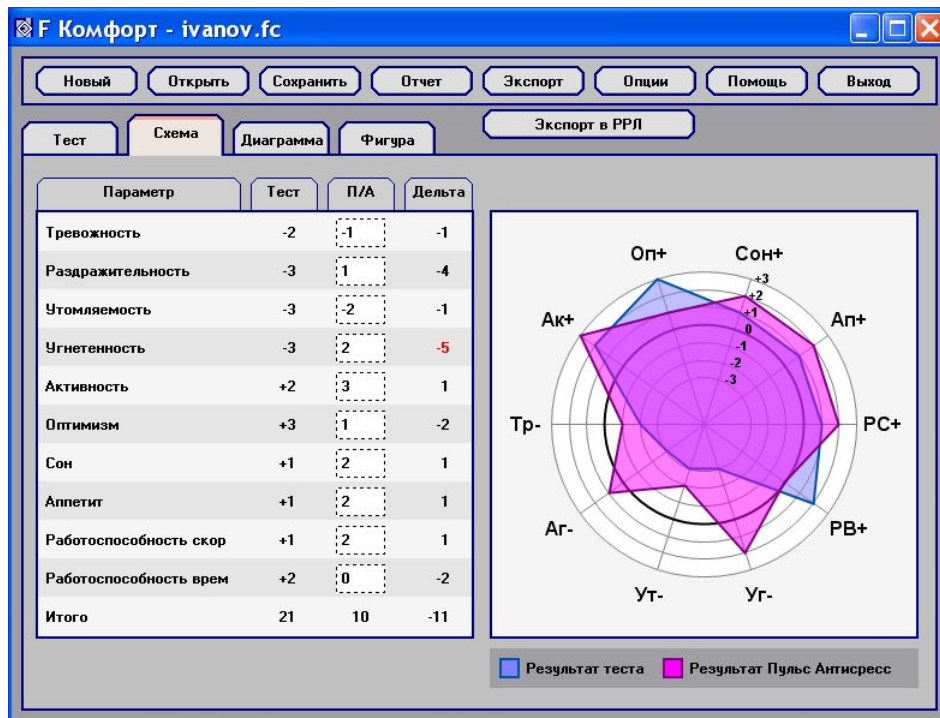 F Комфорт - ivanov.fc
Новый Открыть Сохранить Отчет Экспорт Опции Помощь Выход
Экспорт в РРЛ
Тест Схема Диаграмма Фигура
Параметр Тест П/А Дельта
Тревожность -2 -1 -1
Раздражительность -3 1 -4
Утомляемость -3 -2 -1
Угнетенность -3 2 -5
Активность +2 3 1
Оптимизм +3 1 -2
Сон +1 2 1
Аппетит +1 2 1
Работоспособность скор +1 2 1
Работоспособность врем +2 0 -2
Итого 21 10 -11
Оп+ Сон+
+3
+2
Ак+ +1 Ап+
0
-1
-2
-3
Тр- РС+
Аг- РВ+
Ут- Уг-
Результат теста Результат Пульс Антисресс